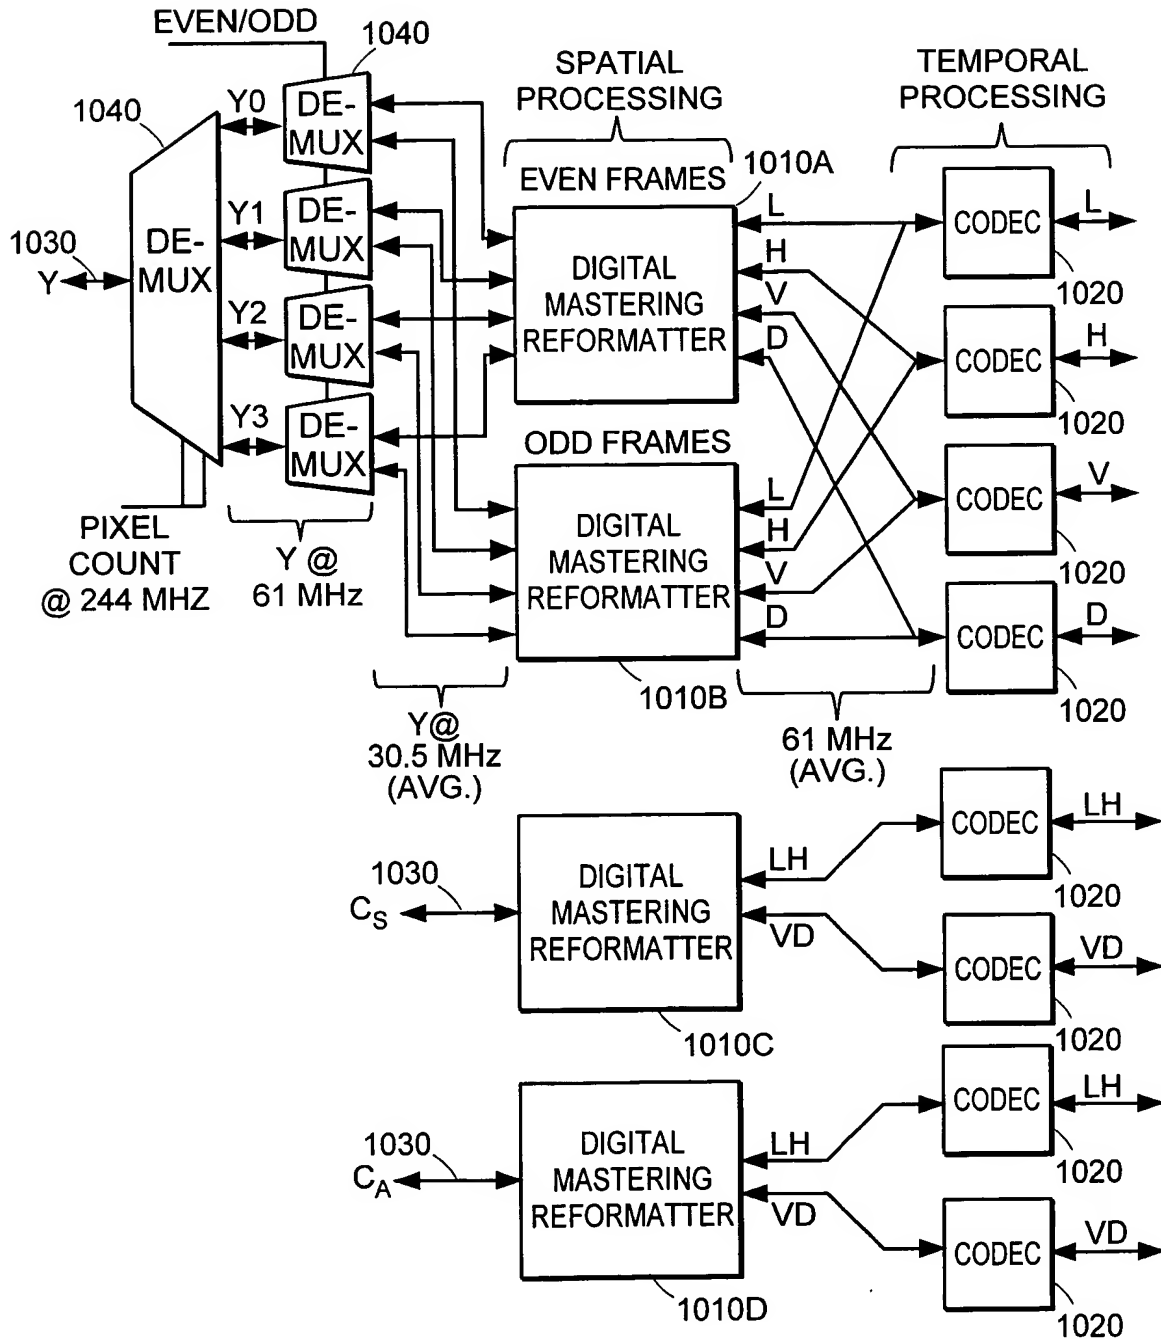 EVEN/ODD
1040
1040
SPATIAL
PROCESSING
TEMPORAL
PROCESSING
Y0
DE-
MUX
Y1
DE-
MUX
Y2
DE-
MUX
Y3
DE-
MUX
1030
Y
DE-
MUX
PIXEL
COUNT
@ 244 MHZ
Y @
61 MHz
Y@
30.5 MHz
(AVG.)
EVEN FRAMES
1010A
DIGITAL
MASTERING
REFORMATTER
L
H
V
D
ODD FRAMES
DIGITAL
MASTERING
REFORMATTER
1010B
L
H
V
D
61 MHz
(AVG.)
CODEC
L
1020
CODEC
H
1020
CODEC
V
1020
CODEC
D
1020
1030
CS
DIGITAL
MASTERING
REFORMATTER
1010C
LH
VD
CODEC
LH
1020
CODEC
VD
1020
1030
CA
DIGITAL
MASTERING
REFORMATTER
1010D
LH
VD
CODEC
LH
1020
CODEC
VD
1020